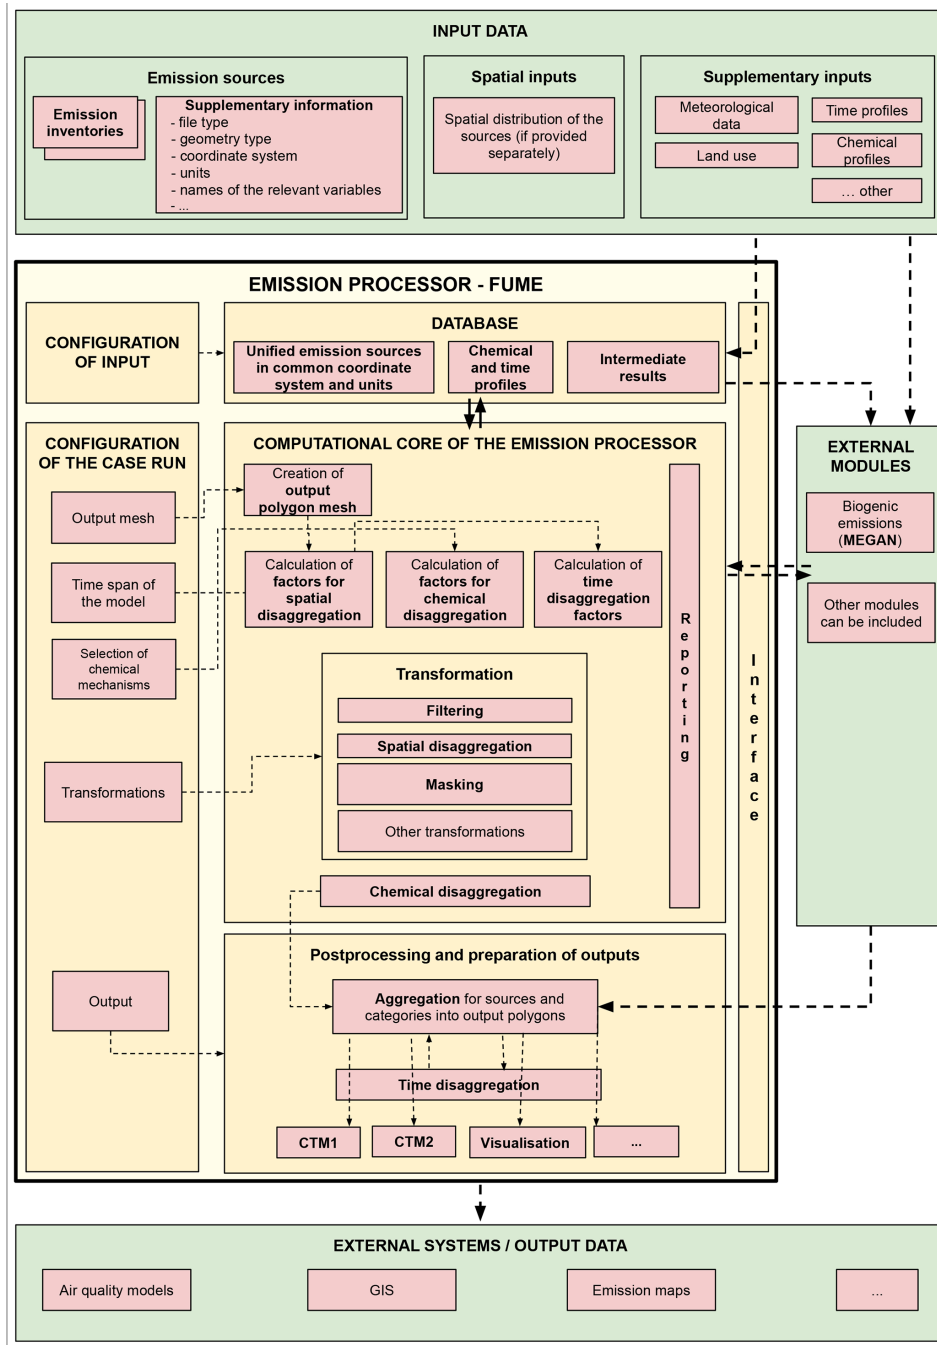 INPUT DATA
Emission sources
Emission
inventories
Supplementary information
- file type
- geometry type
- coordinate system
- units
- names of the relevant variables
- ...
Spatial inputs
Spatial distribution of the
sources (if provided
separately)
Supplementary inputs
Meteorological
data
Land use
Time profiles
Chemical
profiles
... other
EMISSION PROCESSOR - FUME
CONFIGURATION
OF INPUT
DATABASE
Unified emission sources
in common coordinate
system and units
Chemical
and time
profiles
Intermediate
results
CONFIGURATION
OF THE CASE RUN
Output mesh
Time span of
the model
Selection of
chemical
mechanisms
Transformations
Output
COMPUTATIONAL CORE OF THE EMISSION PROCESSOR
Creation of
output
polygon mesh
Calculation of
factors for
spatial
disaggregation
Calculation of
factors for
chemical
disaggregation
Calculation of
time
disaggregation
factors
Transformation
Filtering
Spatial disaggregation
Masking
Other transformations
Chemical disaggregation
Reporting
Interface
EXTERNAL
MODULES
Biogenic
emissions
(MEGAN)
Other modules
can be included
Postprocessing and preparation of outputs
Aggregation for sources and
categories into output polygons
Time disaggregation
CTM1
CTM2
Visualisation
...
EXTERNAL SYSTEMS / OUTPUT DATA
Air quality models
GIS
Emission maps
...